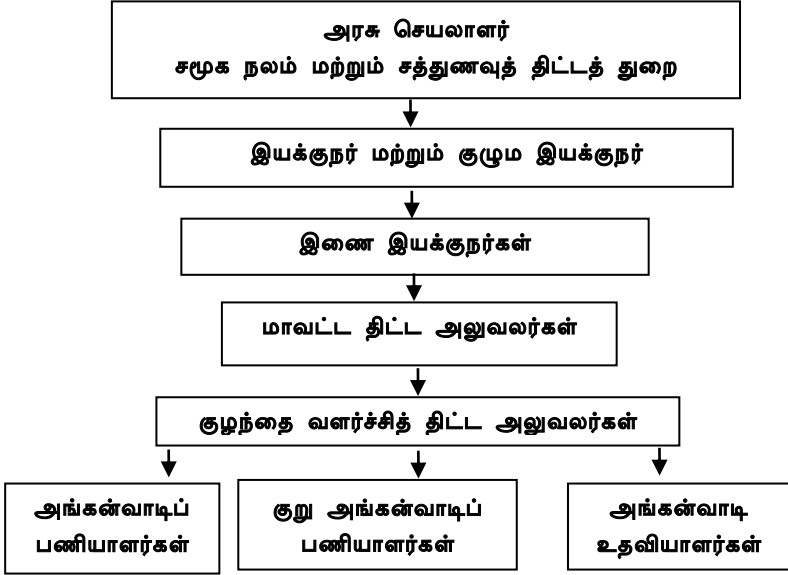 அரசு செயலாளர்
சமூக நலம் மற்றும் சத்துணவுத் திட்டத் துறை
இயக்குநர் மற்றும் குழும இயக்குநர்
இணை இயக்குநர்கள்
மாவட்ட திட்ட அலுவலர்கள்
குழந்தை வளர்ச்சித் திட்ட அலுவலர்கள்
அங்கன்வாடிப்
பணியாளர்கள்
குறு அங்கன்வாடிப்
பணியாளர்கள்
அங்கன்வாடி
உதவியாளர்கள்